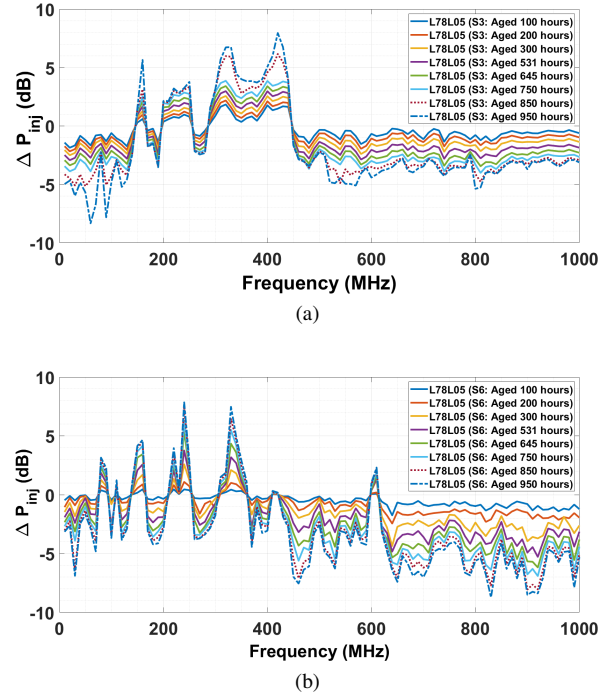 10
5
0
-5
-10
Δ P_inj (dB)
L78L05 (S3: Aged 100 hours)
L78L05 (S3: Aged 200 hours)
L78L05 (S3: Aged 300 hours)
L78L05 (S3: Aged 531 hours)
L78L05 (S3: Aged 645 hours)
L78L05 (S3: Aged 750 hours)
L78L05 (S3: Aged 850 hours)
L78L05 (S3: Aged 950 hours)
0 200 400 600 800 1000
Frequency (MHz)
(a)
10
5
0
-5
-10
Δ P_inj (dB)
L78L05 (S6: Aged 100 hours)
L78L05 (S6: Aged 200 hours)
L78L05 (S6: Aged 300 hours)
L78L05 (S6: Aged 531 hours)
L78L05 (S6: Aged 645 hours)
L78L05 (S6: Aged 750 hours)
L78L05 (S6: Aged 850 hours)
L78L05 (S6: Aged 950 hours)
0 200 400 600 800 1000
Frequency (MHz)
(b)